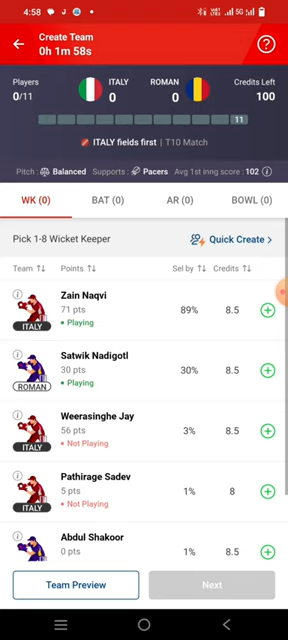 4:58
5G
Create Team
0h 1m 58s
?
Players
0/11
ITALY
0
ROMAN
0
Credits Left
100
11
ITALY fields first | T10 Match
Pitch : Balanced Supports : Pacers Avg 1st inng score : 102
WK (0) BAT (0) AR (0) BOWL (0)
Pick 1-8 Wicket Keeper Quick Create >
Team ↑↓ Points ↑↓ Sel by ↑↓ Credits ↑↓
Zain Naqvi
71 pts
• Playing
ITALY
89% 8.5
Satwik Nadigotl
30 pts
• Playing
ROMAN
30% 8.5
Weerasinghe Jay
56 pts
• Not Playing
ITALY
3% 8.5
Pathirage Sadev
5 pts
• Not Playing
ITALY
1% 8
Abdul Shakoor
0 pts
1% 8.5
Team Preview Next